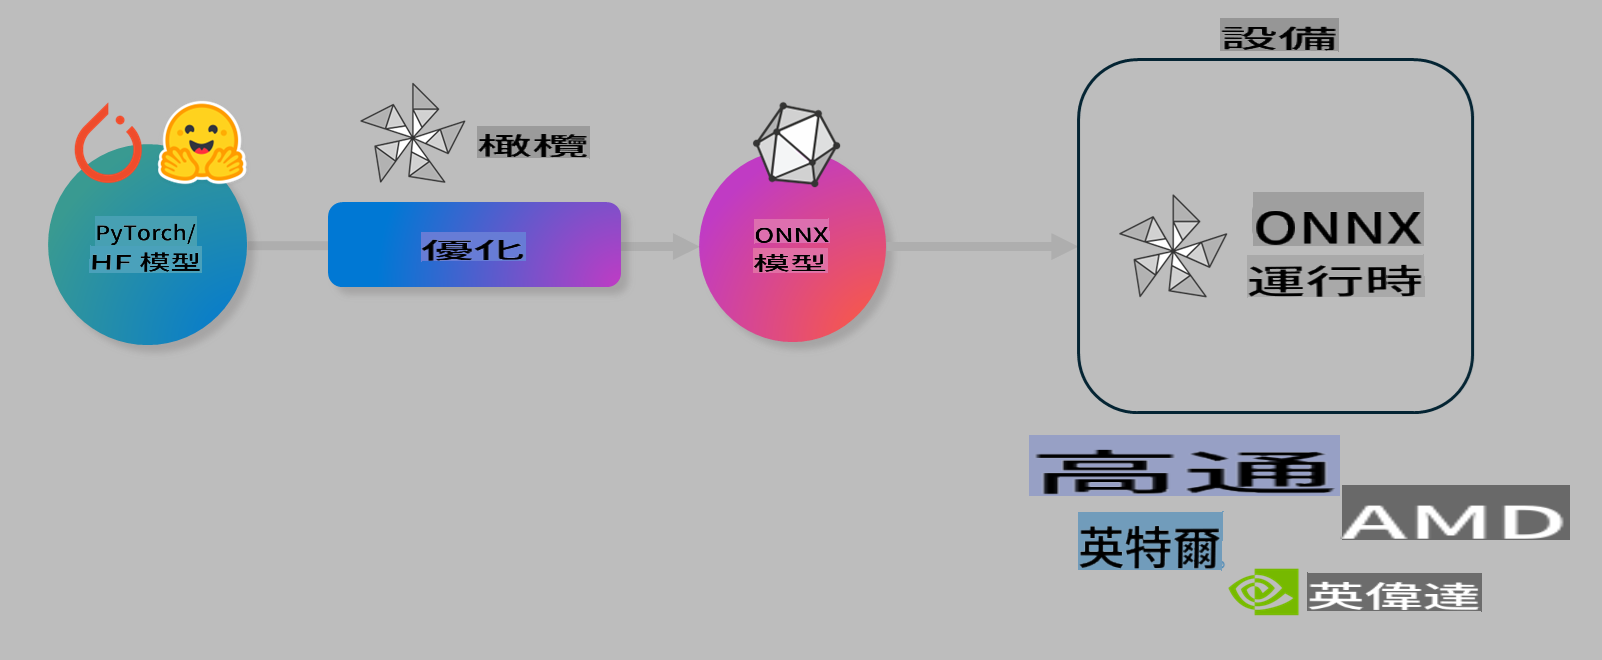 設備
橄欖
PyTorch/
HF 模型
優化
ONNX
模型
ONNX
運行時
高通
AMD
英特爾
英偉達